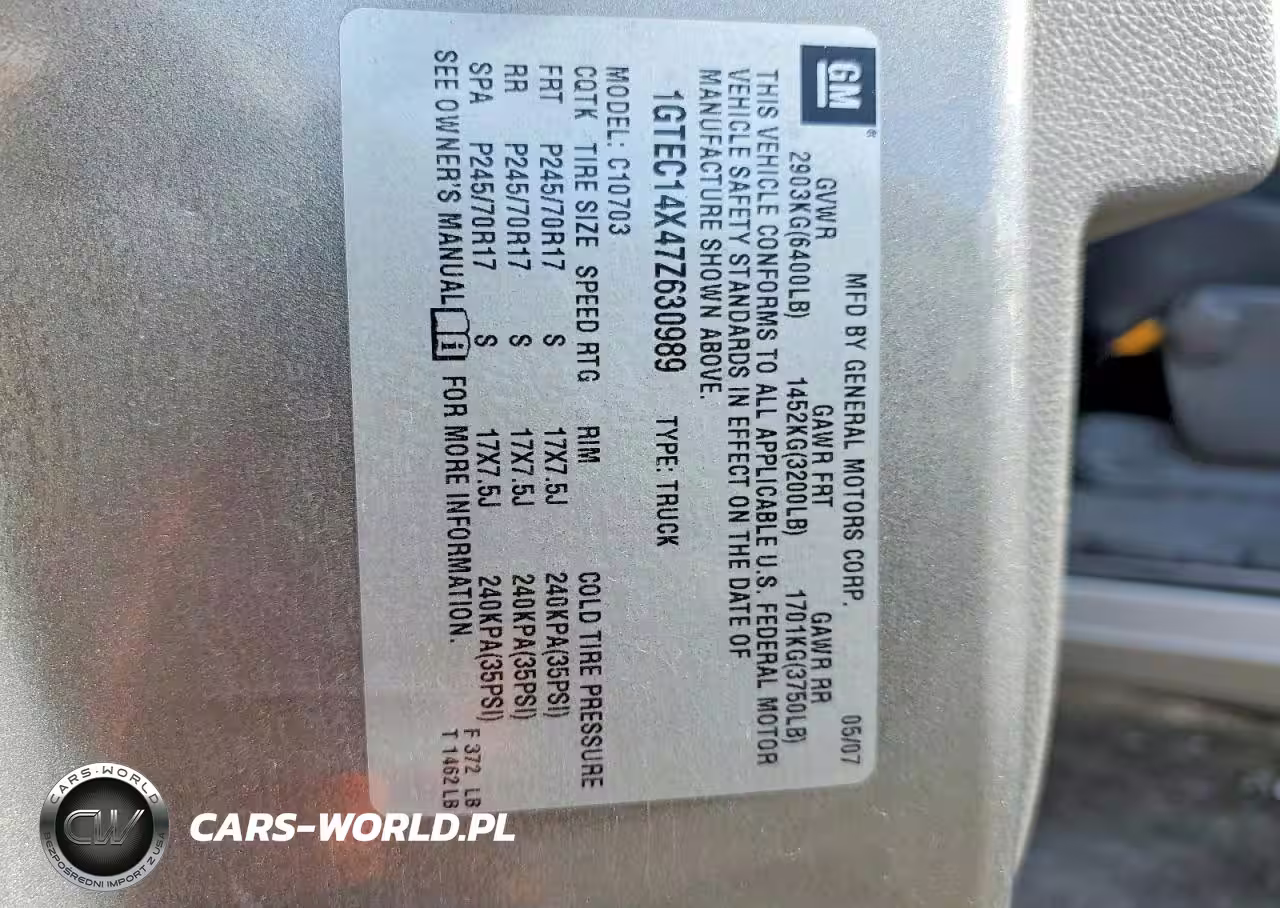 GM®
MFD BY GENERAL MOTORS CORP. 05/07
GVWR GAWR FRT GAWR RR
2903KG(6400LB) 1452KG(3200LB) 1701KG(3750LB)
THIS VEHICLE CONFORMS TO ALL APPLICABLE U.S. FEDERAL MOTOR
VEHICLE SAFETY STANDARDS IN EFFECT ON THE DATE OF
MANUFACTURE SHOWN ABOVE.
1GTEC14X47Z630989 TYPE: TRUCK
MODEL: C10703
CQTK TIRE SIZE SPEED RTG RIM COLD TIRE PRESSURE
FRT P245/70R17 S 17X7.5J 240KPA(35PSI)
RR P245/70R17 S 17X7.5J 240KPA(35PSI)
SPA P245/70R17 S 17X7.5J 240KPA(35PSI) F 372 LB
SEE OWNER'S MANUAL i FOR MORE INFORMATION. T 1462 LB
CARS-WORLD
CW
BEZPOŚREDNI IMPORT Z USA
CARS-WORLD.PL